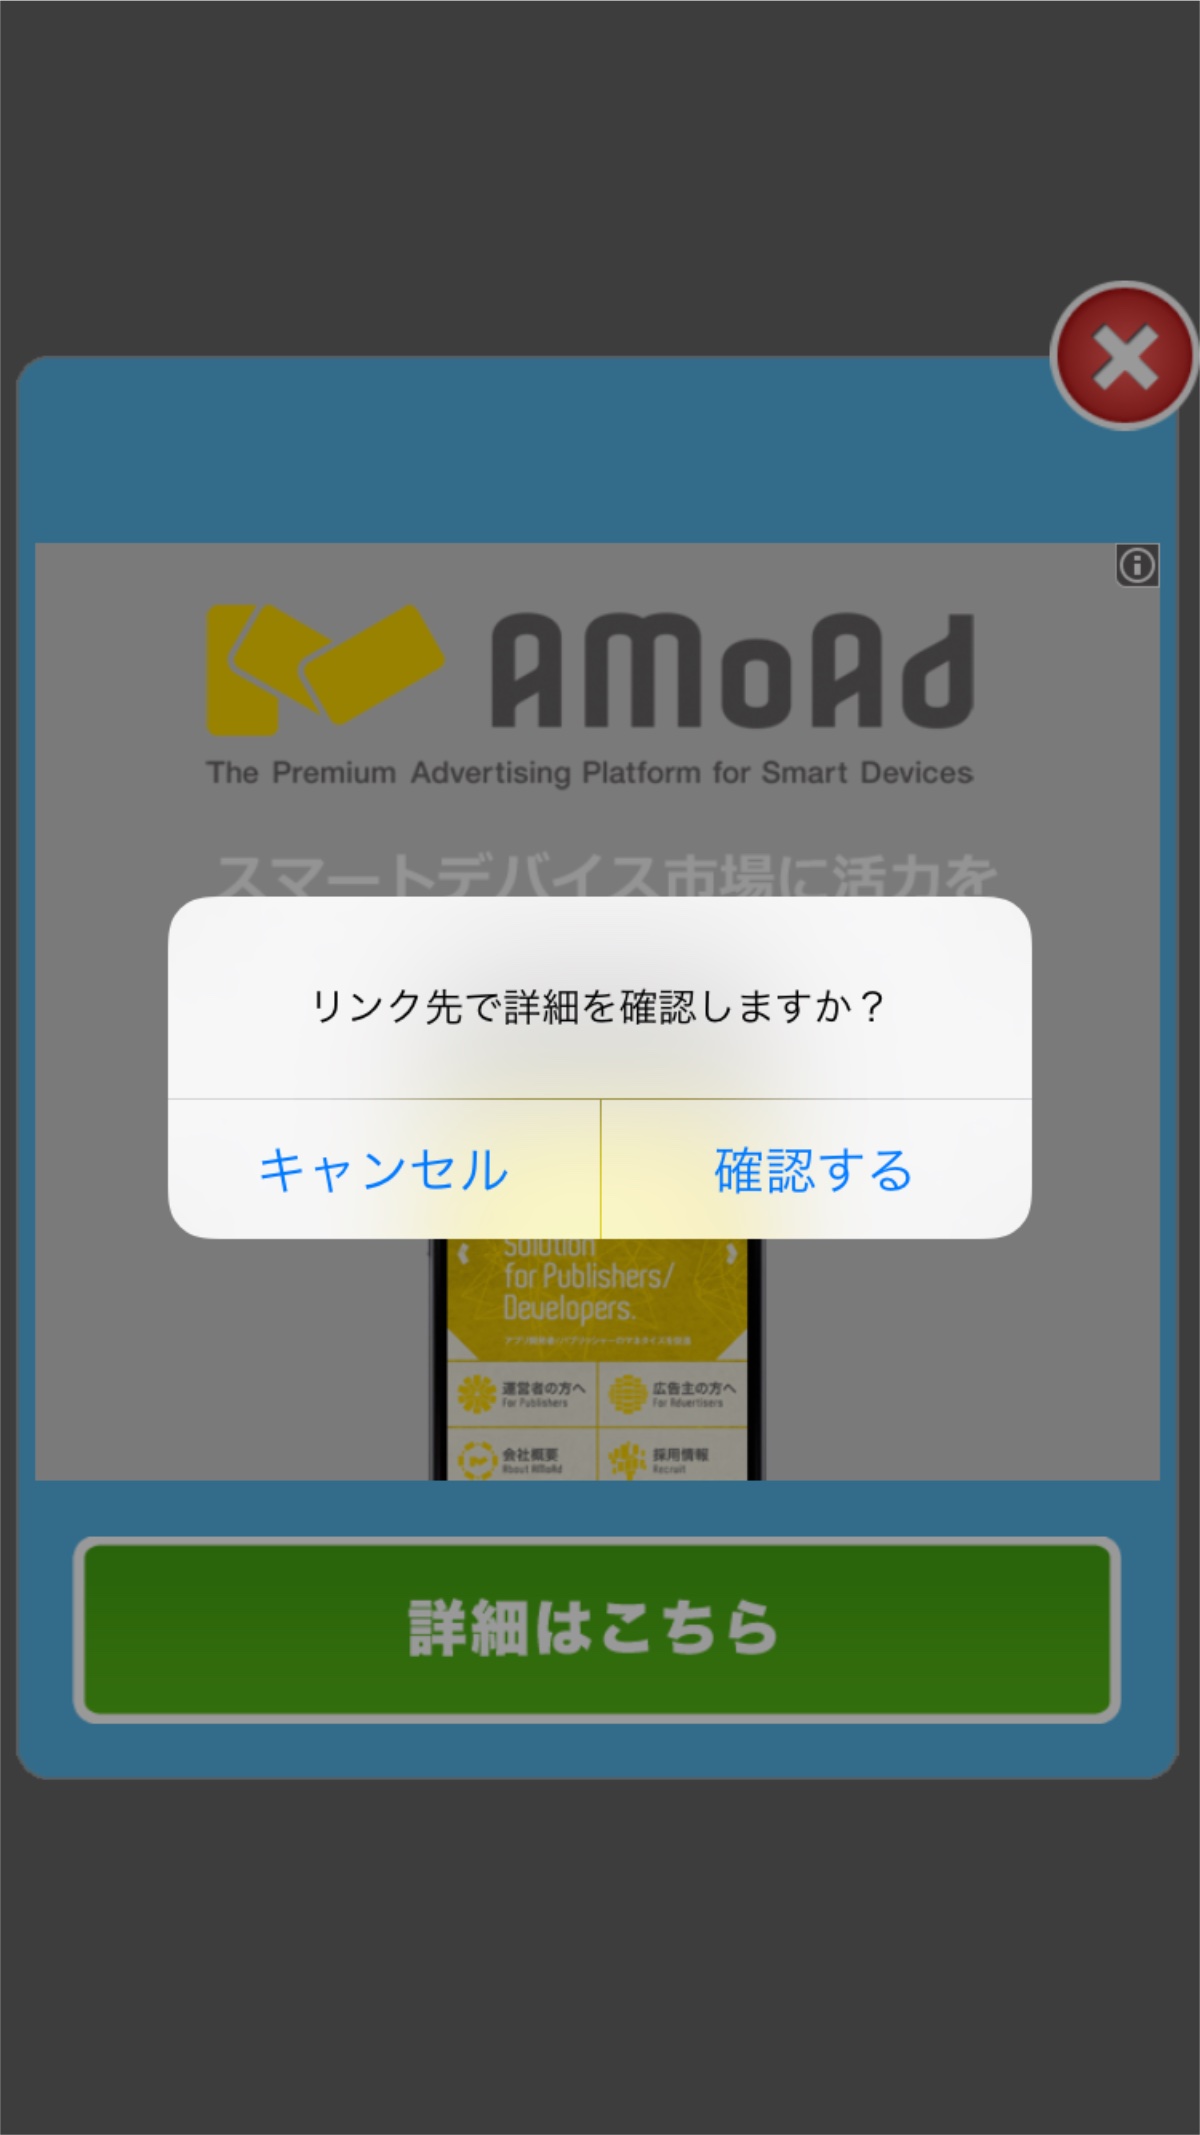 AMoAd
The Premium Advertising Platform for Smart Devices
スマートデバイス市場に活力を
リンク先で詳細を確認しますか？
キャンセル
確認する
Solution
for Publishers/
Developers.
運営者の方へ
For Publishers
広告主の方へ
For Advertisers
会社概要
About AMoAd
採用情報
Recruit
詳細はこちら